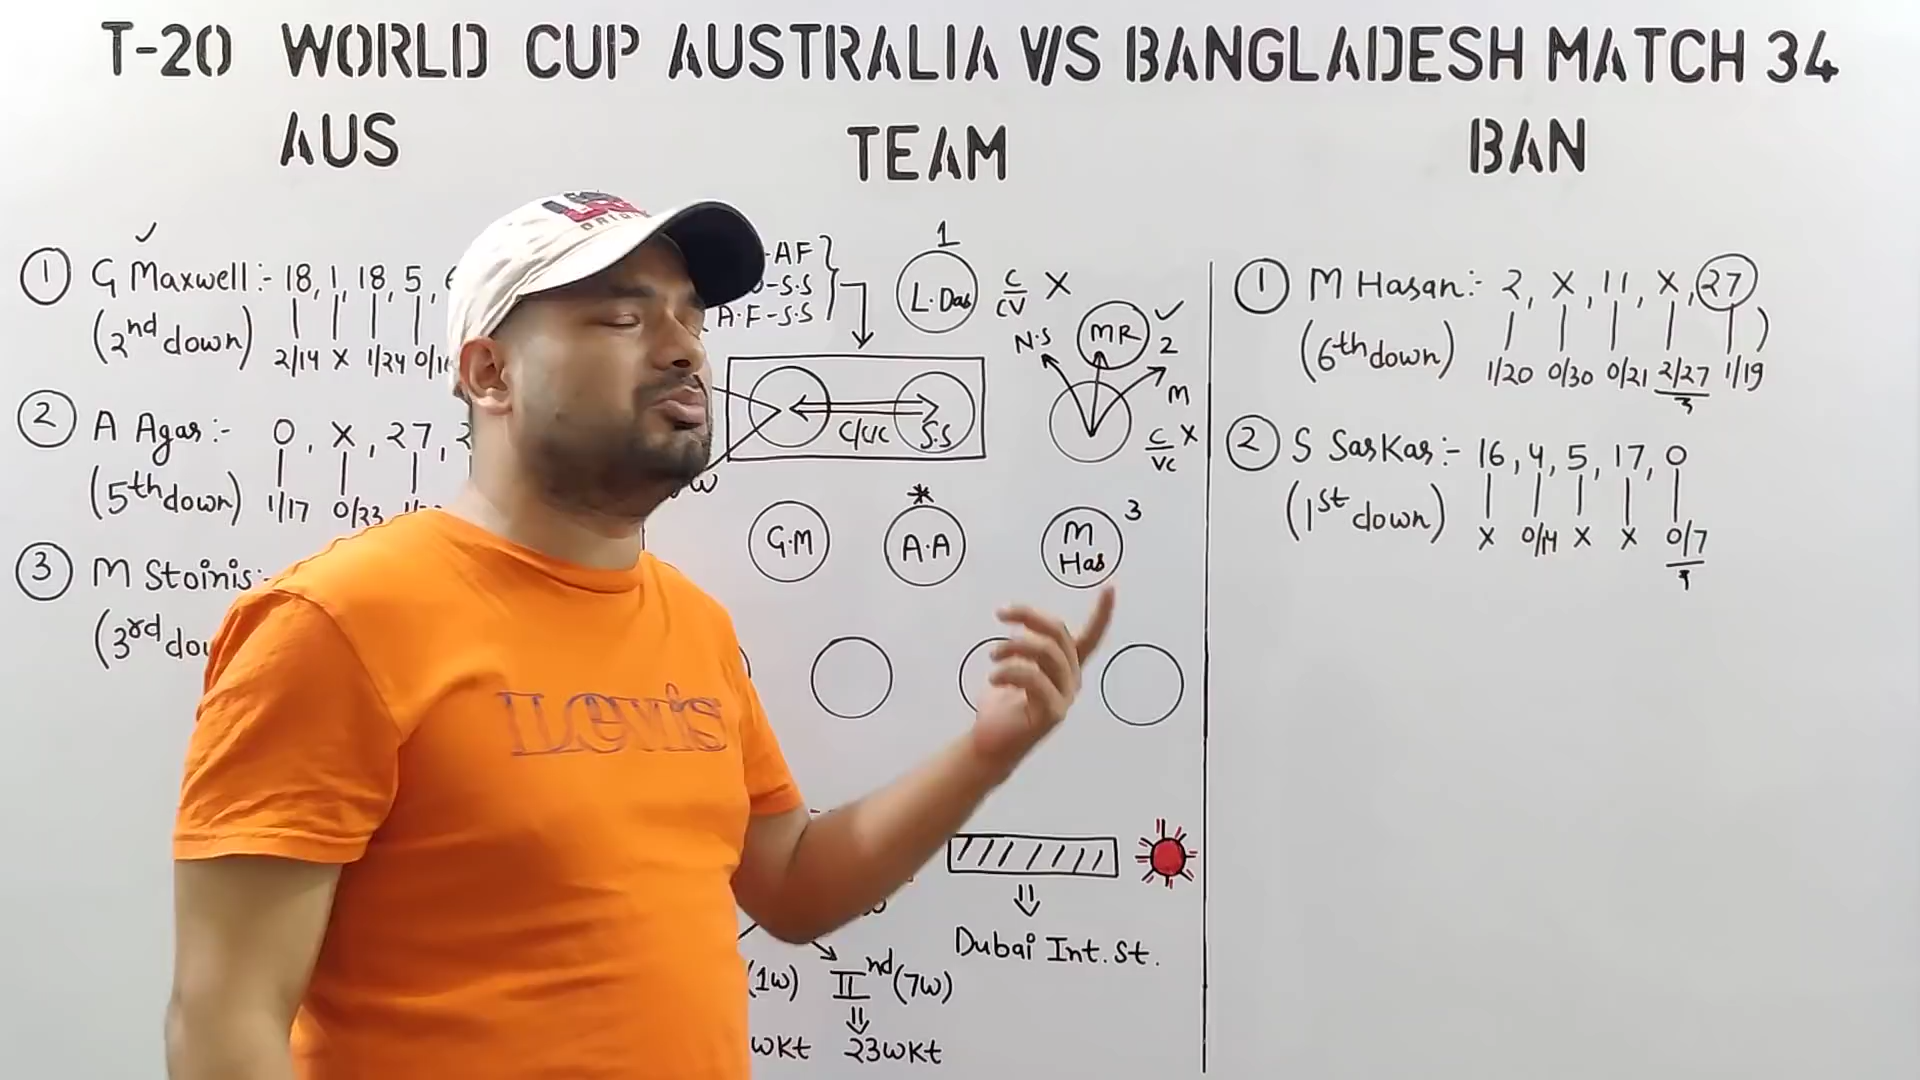 T-20 WORLD CUP AUSTRALIA V/S BANGLADESH MATCH 34
AUS
TEAM
BAN
1 G Maxwell:- 18, 1, 18, 5,
(2nd down) 2/14 X 1/24
2 A Agar:- 0, X, 27,
(5th down) 1/17 0/23
3 M Stoinis:-
(3rd
-AF
-S.S
A.F-S.S
1
L.Das C/CV X
N.S MR 2
M
C/VC X
C/VC S.S
W
G.M * A.A M Has 3
Levis
Dubai Int. St.
(1w) IInd (7w)
wkt 23wkt
1 M Hasan:- 2, X, 11, X, 27
(6th down) 1/20 0/30 0/21 2/27 1/19
3
2 S Sarkar:- 16, 4, 5, 17, 0
(1st down) X 0/14 X X 0/7